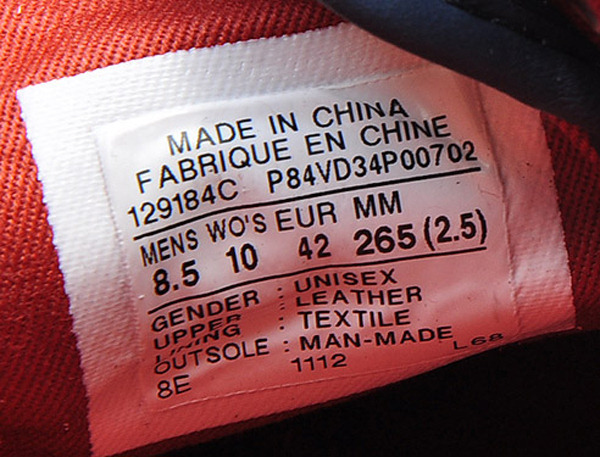 MADE IN CHINA
FABRIQUE EN CHINE
129184C P84VD34P00702
MENS WO'S EUR MM
8.5 10 42 265 (2.5)
GENDER : UNISEX
UPPER : LEATHER
LINING : TEXTILE
OUTSOLE : MAN-MADE
8E 1112 L68